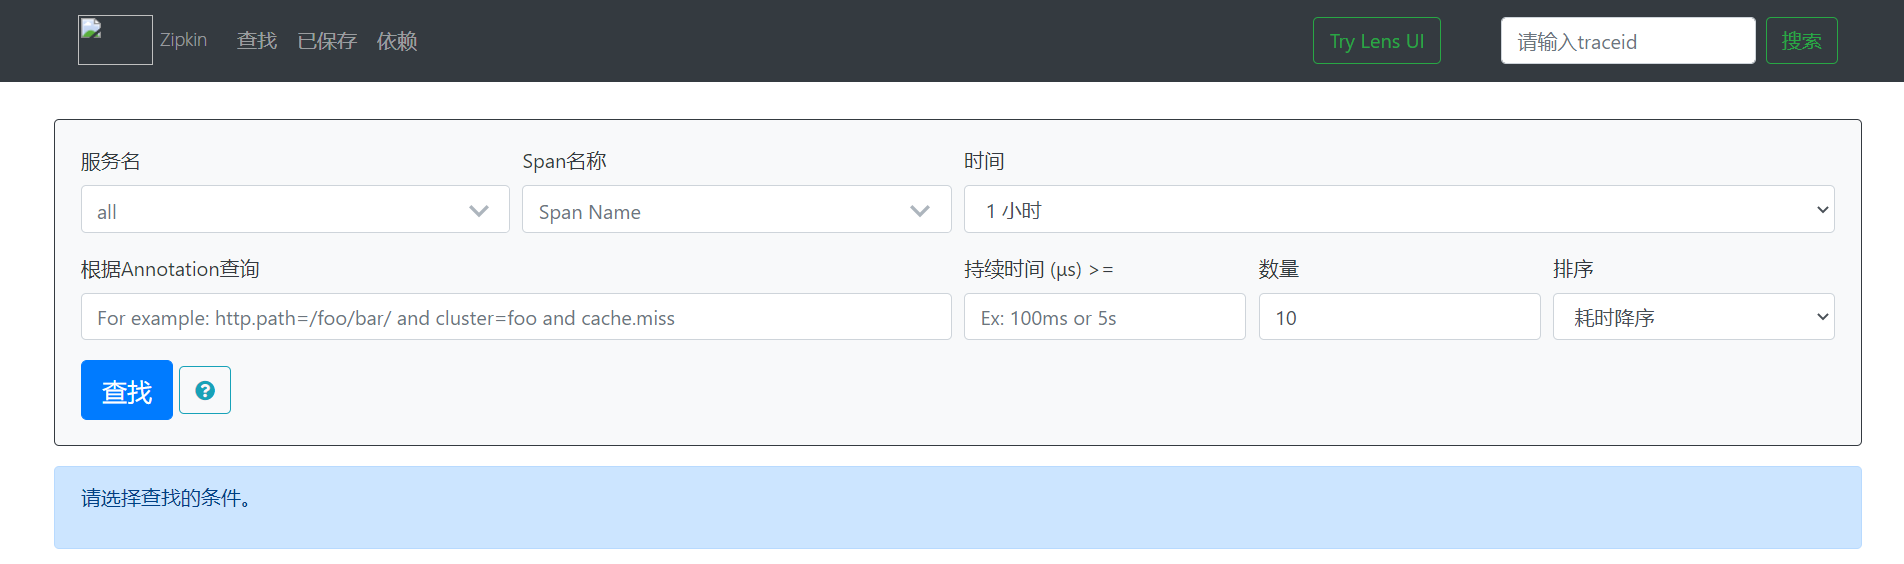 Zipkin 查找 已保存 依赖 Try Lens UI 请输入traceid 搜索
服务名 Span名称 时间
all Span Name 1 小时
根据Annotation查询 持续时间 (μs) >= 数量 排序
For example: http.path=/foo/bar/ and cluster=foo and cache.miss Ex: 100ms or 5s 10 耗时降序
查找
请选择查找的条件。